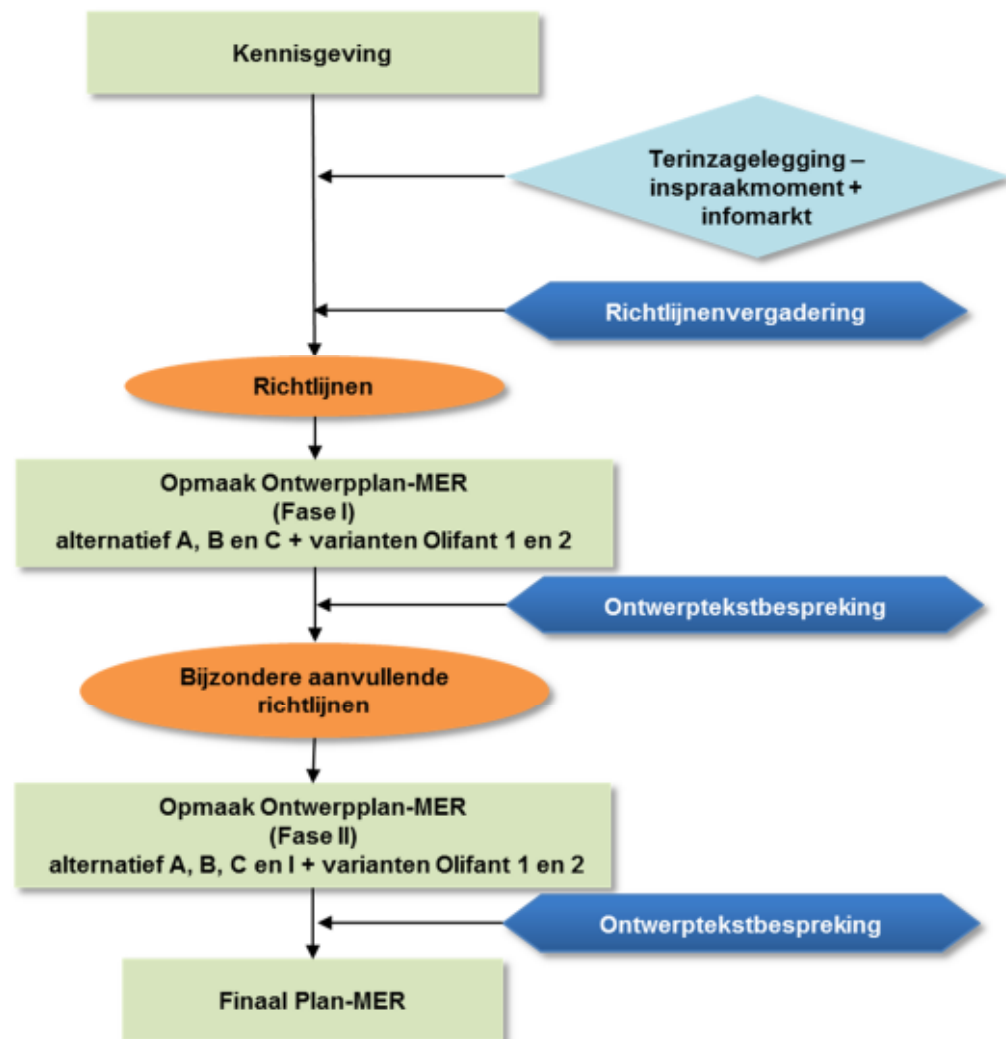 Kennisgeving
Terinzagelegging –
inspraakmoment +
infomarkt
Richtlijnenvergadering
Richtlijnen
Opmaak Ontwerpplan-MER
(Fase I)
alternatief A, B en C + varianten Olifant 1 en 2
Ontwerptekstbespreking
Bijzondere aanvullende
richtlijnen
Opmaak Ontwerpplan-MER
(Fase II)
alternatief A, B, C en I + varianten Olifant 1 en 2
Ontwerptekstbespreking
Finaal Plan-MER